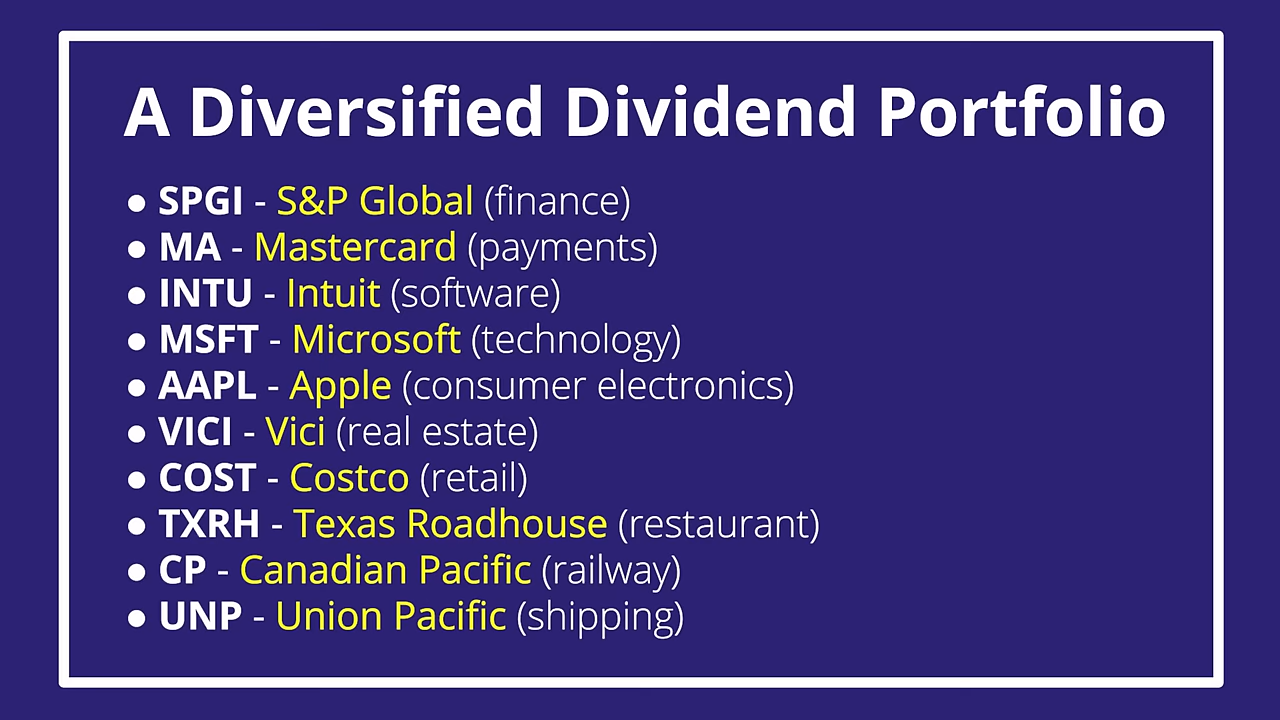 A Diversified Dividend Portfolio
● SPGI - S&P Global (finance)
● MA - Mastercard (payments)
● INTU - Intuit (software)
● MSFT - Microsoft (technology)
● AAPL - Apple (consumer electronics)
● VICI - Vici (real estate)
● COST - Costco (retail)
● TXRH - Texas Roadhouse (restaurant)
● CP - Canadian Pacific (railway)
● UNP - Union Pacific (shipping)